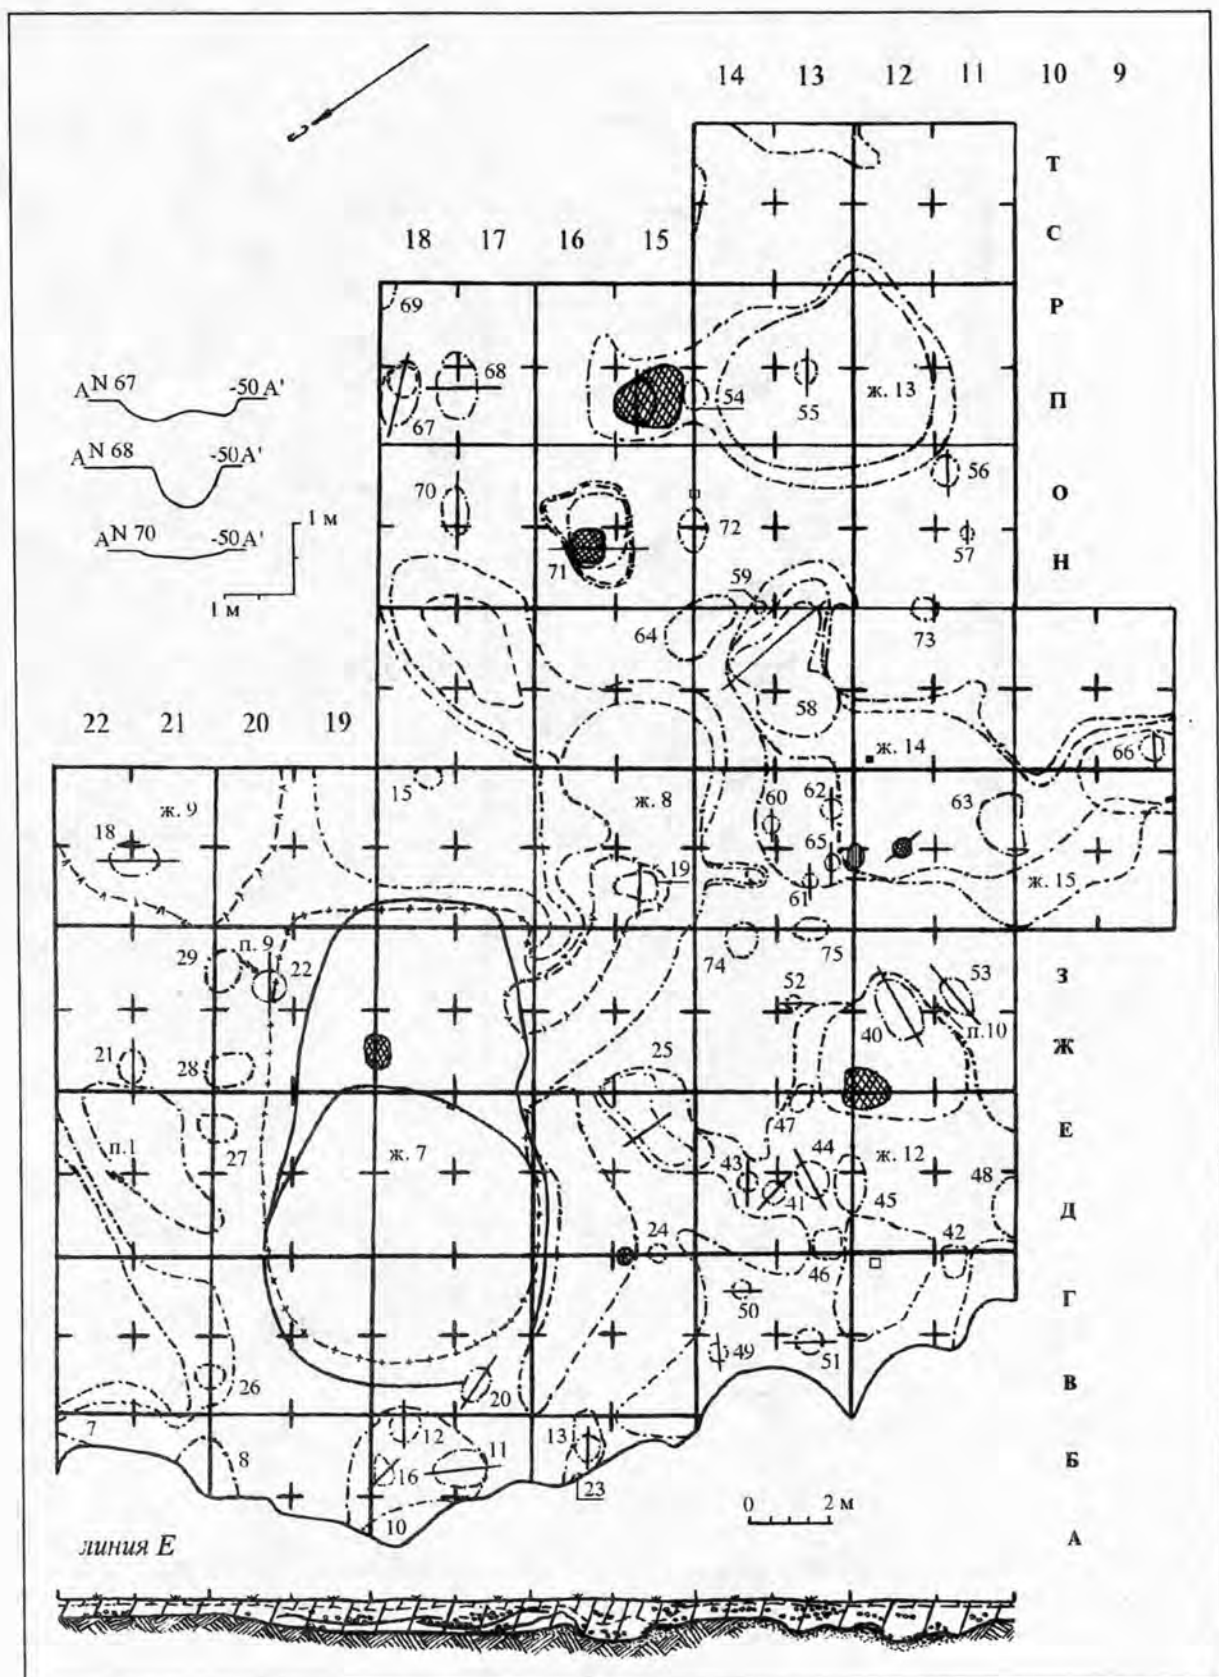 14 13 12 11 10 9
Т
С
18 17 16 15
69
Р
68
N 67
А -50 А'
54
ж. 13
П
67
55
N 68
А -50 А'
56
70
О
72
N 70
А -50 А'
1 м
57
71
Н
59
1 м
64
73
58
22 21 20 19
ж. 14
66
15
ж. 8
ж. 9
60 62 63
18
65
19
61
ж. 15
29 п. 9 22
74 75
53
З
52
40
п.10
21
28
25
Ж
47
Е
п.1
27
ж. 7
43 44
ж. 12
48
41
45
Д
24
42
46
50
Г
49
51
26
20
В
7
12
13
8
11
16
23
Б
10
0 2 м
А
линия Е